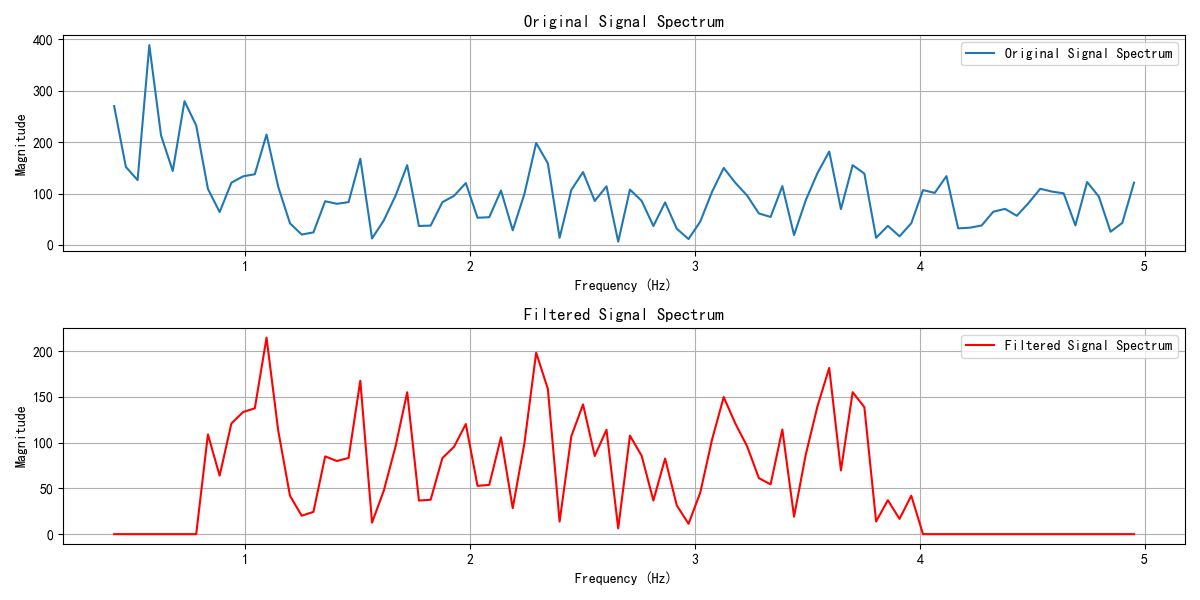 Original Signal Spectrum
400
300
200
100
0
Magnitude
Original Signal Spectrum
1 2 3 4 5
Frequency (Hz)
Filtered Signal Spectrum
200
150
100
50
0
Magnitude
Filtered Signal Spectrum
1 2 3 4 5
Frequency (Hz)